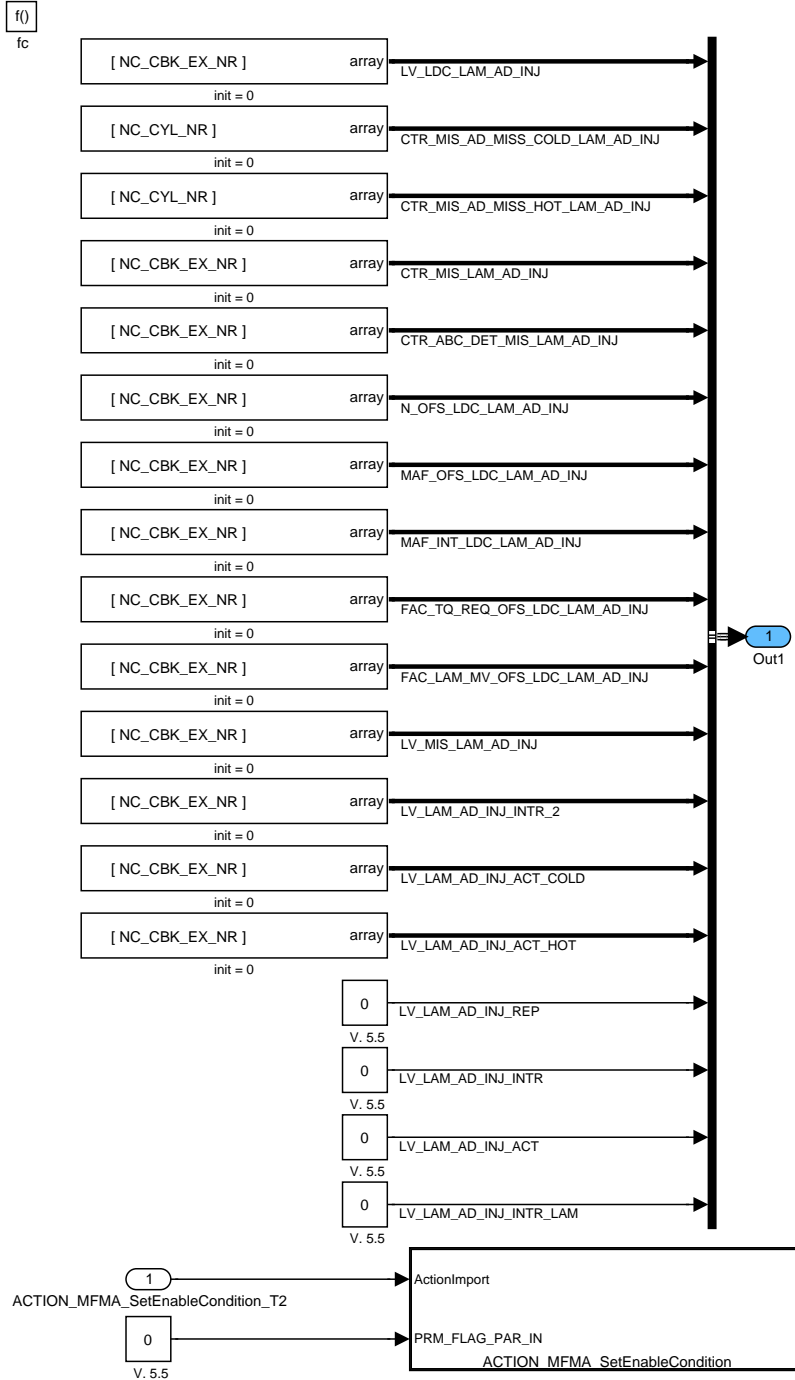 f()
fc
[ NC_CBK_EX_NR ] array LV_LDC_LAM_AD_INJ
init = 0
[ NC_CYL_NR ] array CTR_MIS_AD_MISS_COLD_LAM_AD_INJ
init = 0
[ NC_CYL_NR ] array CTR_MIS_AD_MISS_HOT_LAM_AD_INJ
init = 0
[ NC_CBK_EX_NR ] array CTR_MIS_LAM_AD_INJ
init = 0
[ NC_CBK_EX_NR ] array CTR_ABC_DET_MIS_LAM_AD_INJ
init = 0
[ NC_CBK_EX_NR ] array N_OFS_LDC_LAM_AD_INJ
init = 0
[ NC_CBK_EX_NR ] array MAF_OFS_LDC_LAM_AD_INJ
init = 0
[ NC_CBK_EX_NR ] array MAF_INT_LDC_LAM_AD_INJ
init = 0
[ NC_CBK_EX_NR ] array FAC_TQ_REQ_OFS_LDC_LAM_AD_INJ
init = 0
1
Out1
[ NC_CBK_EX_NR ] array FAC_LAM_MV_OFS_LDC_LAM_AD_INJ
init = 0
[ NC_CBK_EX_NR ] array LV_MIS_LAM_AD_INJ
init = 0
[ NC_CBK_EX_NR ] array LV_LAM_AD_INJ_INTR_2
init = 0
[ NC_CBK_EX_NR ] array LV_LAM_AD_INJ_ACT_COLD
init = 0
[ NC_CBK_EX_NR ] array LV_LAM_AD_INJ_ACT_HOT
init = 0
0 LV_LAM_AD_INJ_REP
V. 5.5
0 LV_LAM_AD_INJ_INTR
V. 5.5
0 LV_LAM_AD_INJ_ACT
V. 5.5
0 LV_LAM_AD_INJ_INTR_LAM
V. 5.5
1 ActionImport
ACTION_MFMA_SetEnableCondition_T2
0 PRM_FLAG_PAR_IN
ACTION_MFMA_SetEnableCondition
V. 5.5